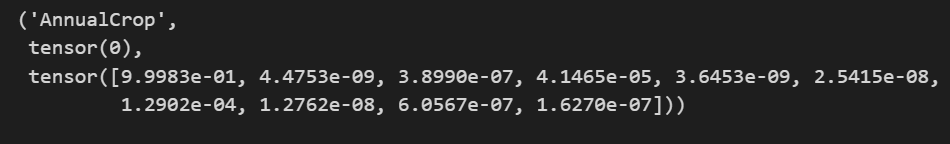 ('AnnualCrop',
tensor(0),
tensor([9.9983e-01, 4.4753e-09, 3.8990e-07, 4.1465e-05, 3.6453e-09, 2.5415e-08,
1.2902e-04, 1.2762e-08, 6.0567e-07, 1.6270e-07]))